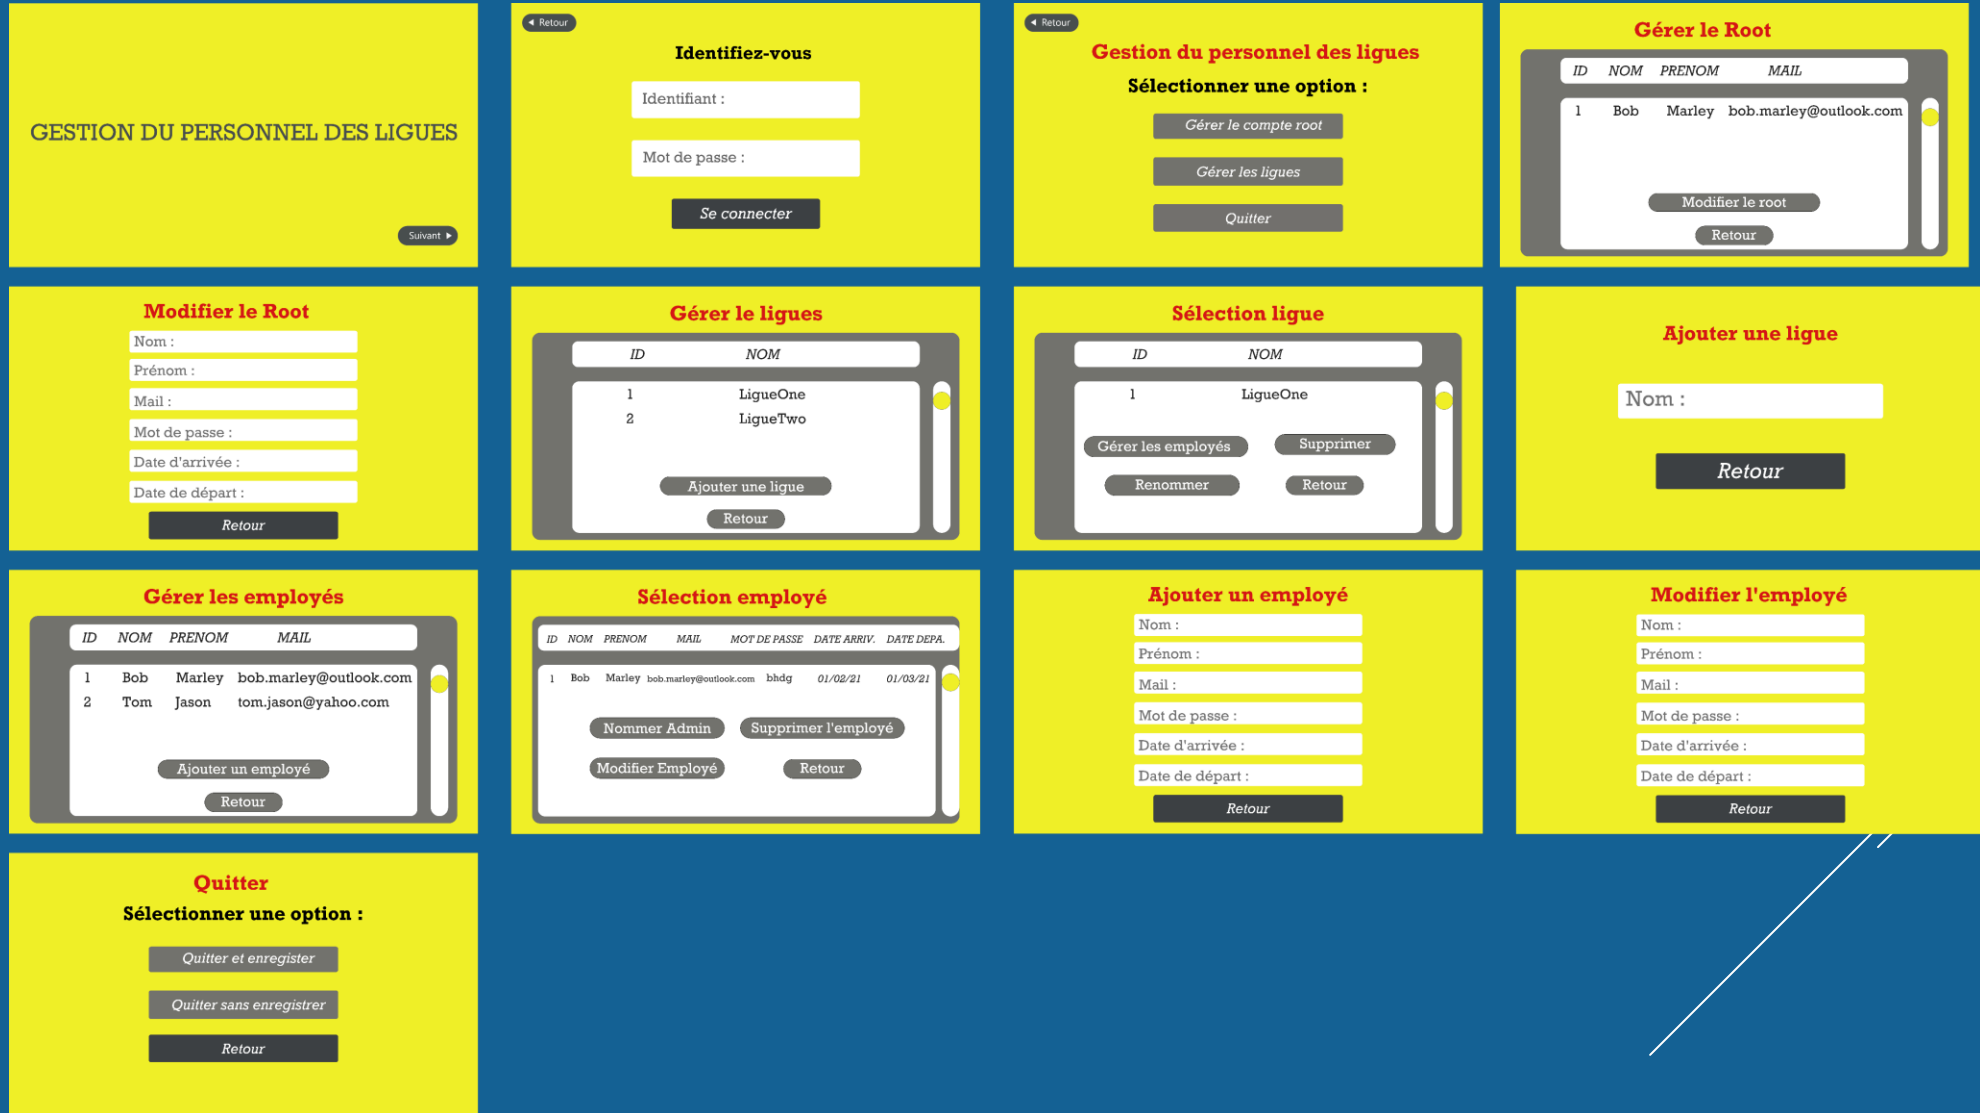 GESTION DU PERSONNEL DES LIGUES
Suivant
Retour
Identifiez-vous
Identifiant :
Mot de passe :
Se connecter
Retour
Gestion du personnel des ligues
Sélectionner une option :
Gérer le compte root
Gérer les ligues
Quitter
Gérer le Root
ID NOM PRENOM MAIL
1 Bob Marley bob.marley@outlook.com
Modifier le root
Retour
Modifier le Root
Nom :
Prénom :
Mail :
Mot de passe :
Date d'arrivée :
Date de départ :
Retour
Gérer le ligues
ID NOM
1 LigueOne
2 LigueTwo
Ajouter une ligue
Retour
Sélection ligue
ID NOM
1 LigueOne
Gérer les employés Supprimer
Renommer Retour
Ajouter une ligue
Nom :
Retour
Gérer les employés
ID NOM PRENOM MAIL
1 Bob Marley bob.marley@outlook.com
2 Tom Jason tom.jason@yahoo.com
Ajouter un employé
Retour
Sélection employé
ID NOM PRENOM MAIL MOT DE PASSE DATE ARRIV. DATE DEPA.
1 Bob Marley bob.marley@outlook.com bhdg 01/02/21 01/03/21
Nommer Admin Supprimer l'employé
Modifier Employé Retour
Ajouter un employé
Nom :
Prénom :
Mail :
Mot de passe :
Date d'arrivée :
Date de départ :
Retour
Modifier l'employé
Nom :
Prénom :
Mail :
Mot de passe :
Date d'arrivée :
Date de départ :
Retour
Quitter
Sélectionner une option :
Quitter et enregister
Quitter sans enregistrer
Retour